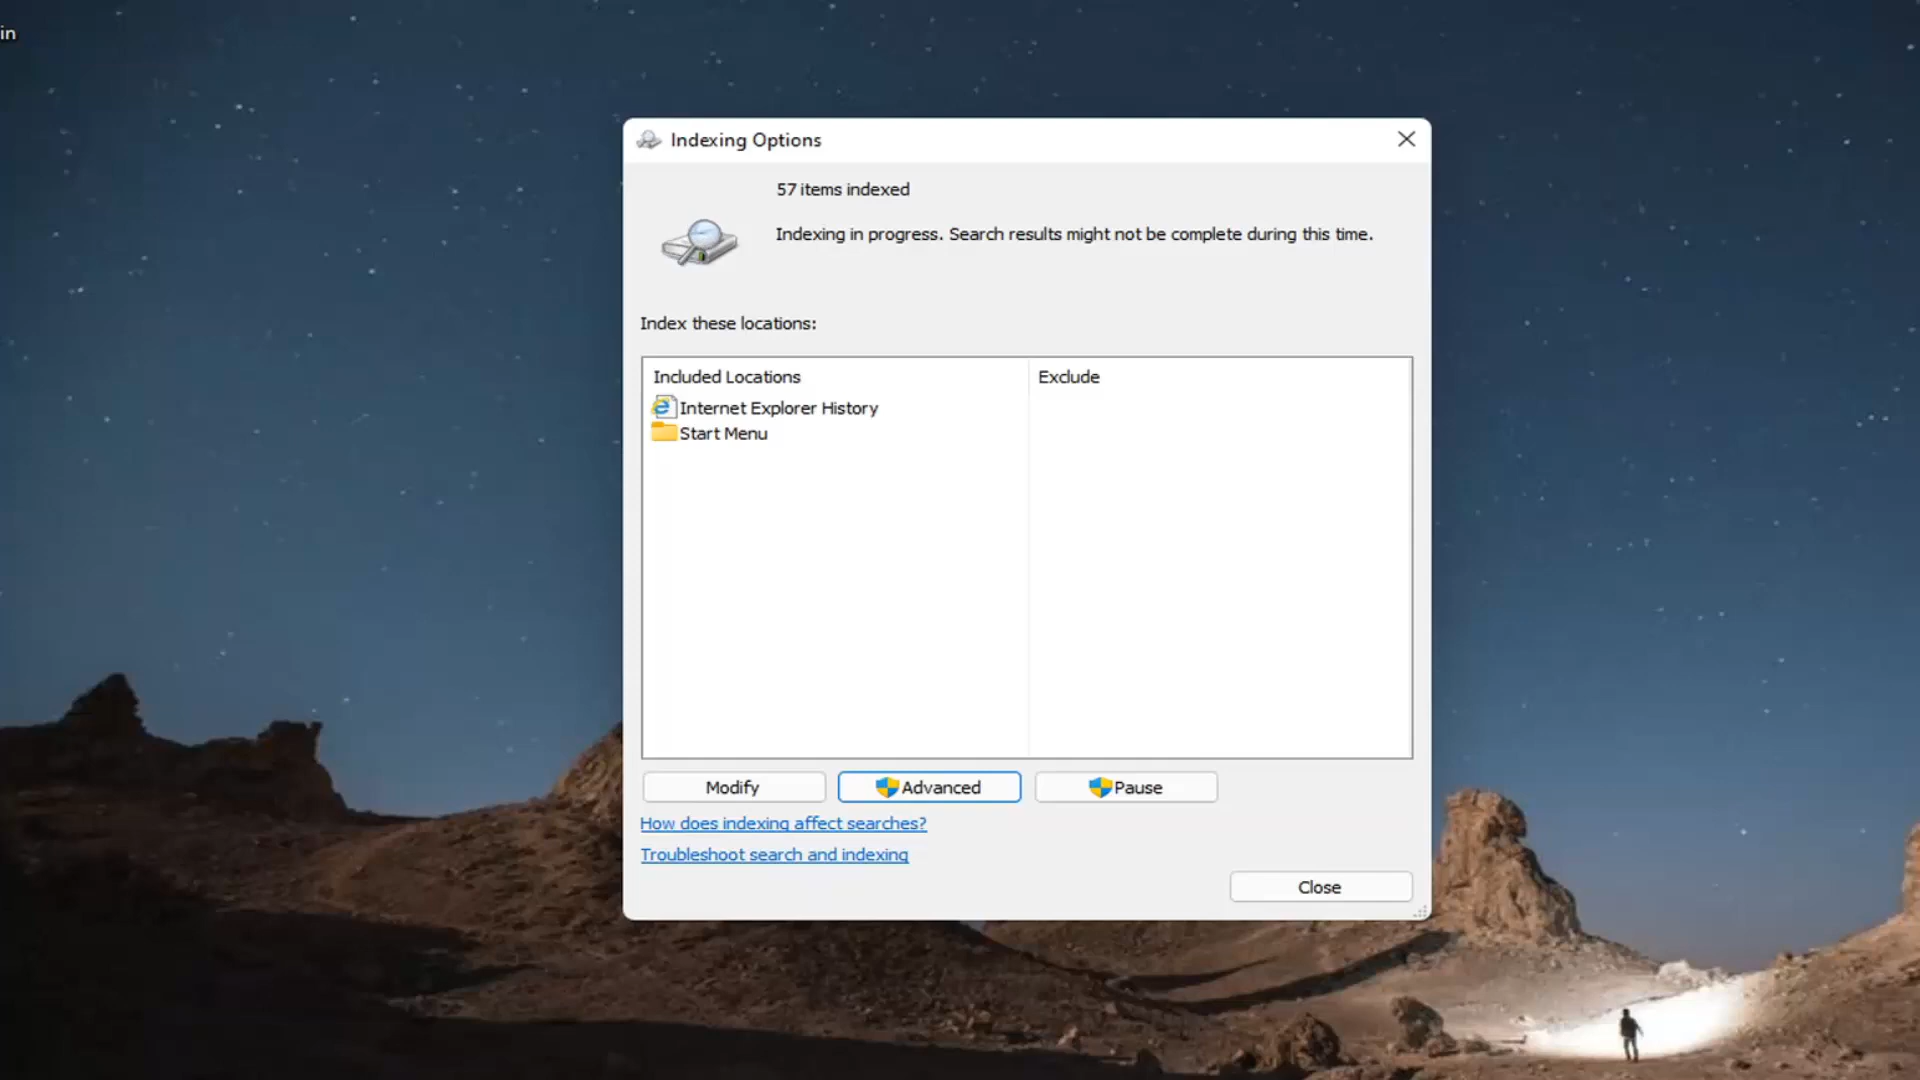 in
Indexing Options
57 items indexed
Indexing in progress. Search results might not be complete during this time.
Index these locations:
Included Locations
Exclude
Internet Explorer History
Start Menu
Modify
Advanced
Pause
How does indexing affect searches?
Troubleshoot search and indexing
Close